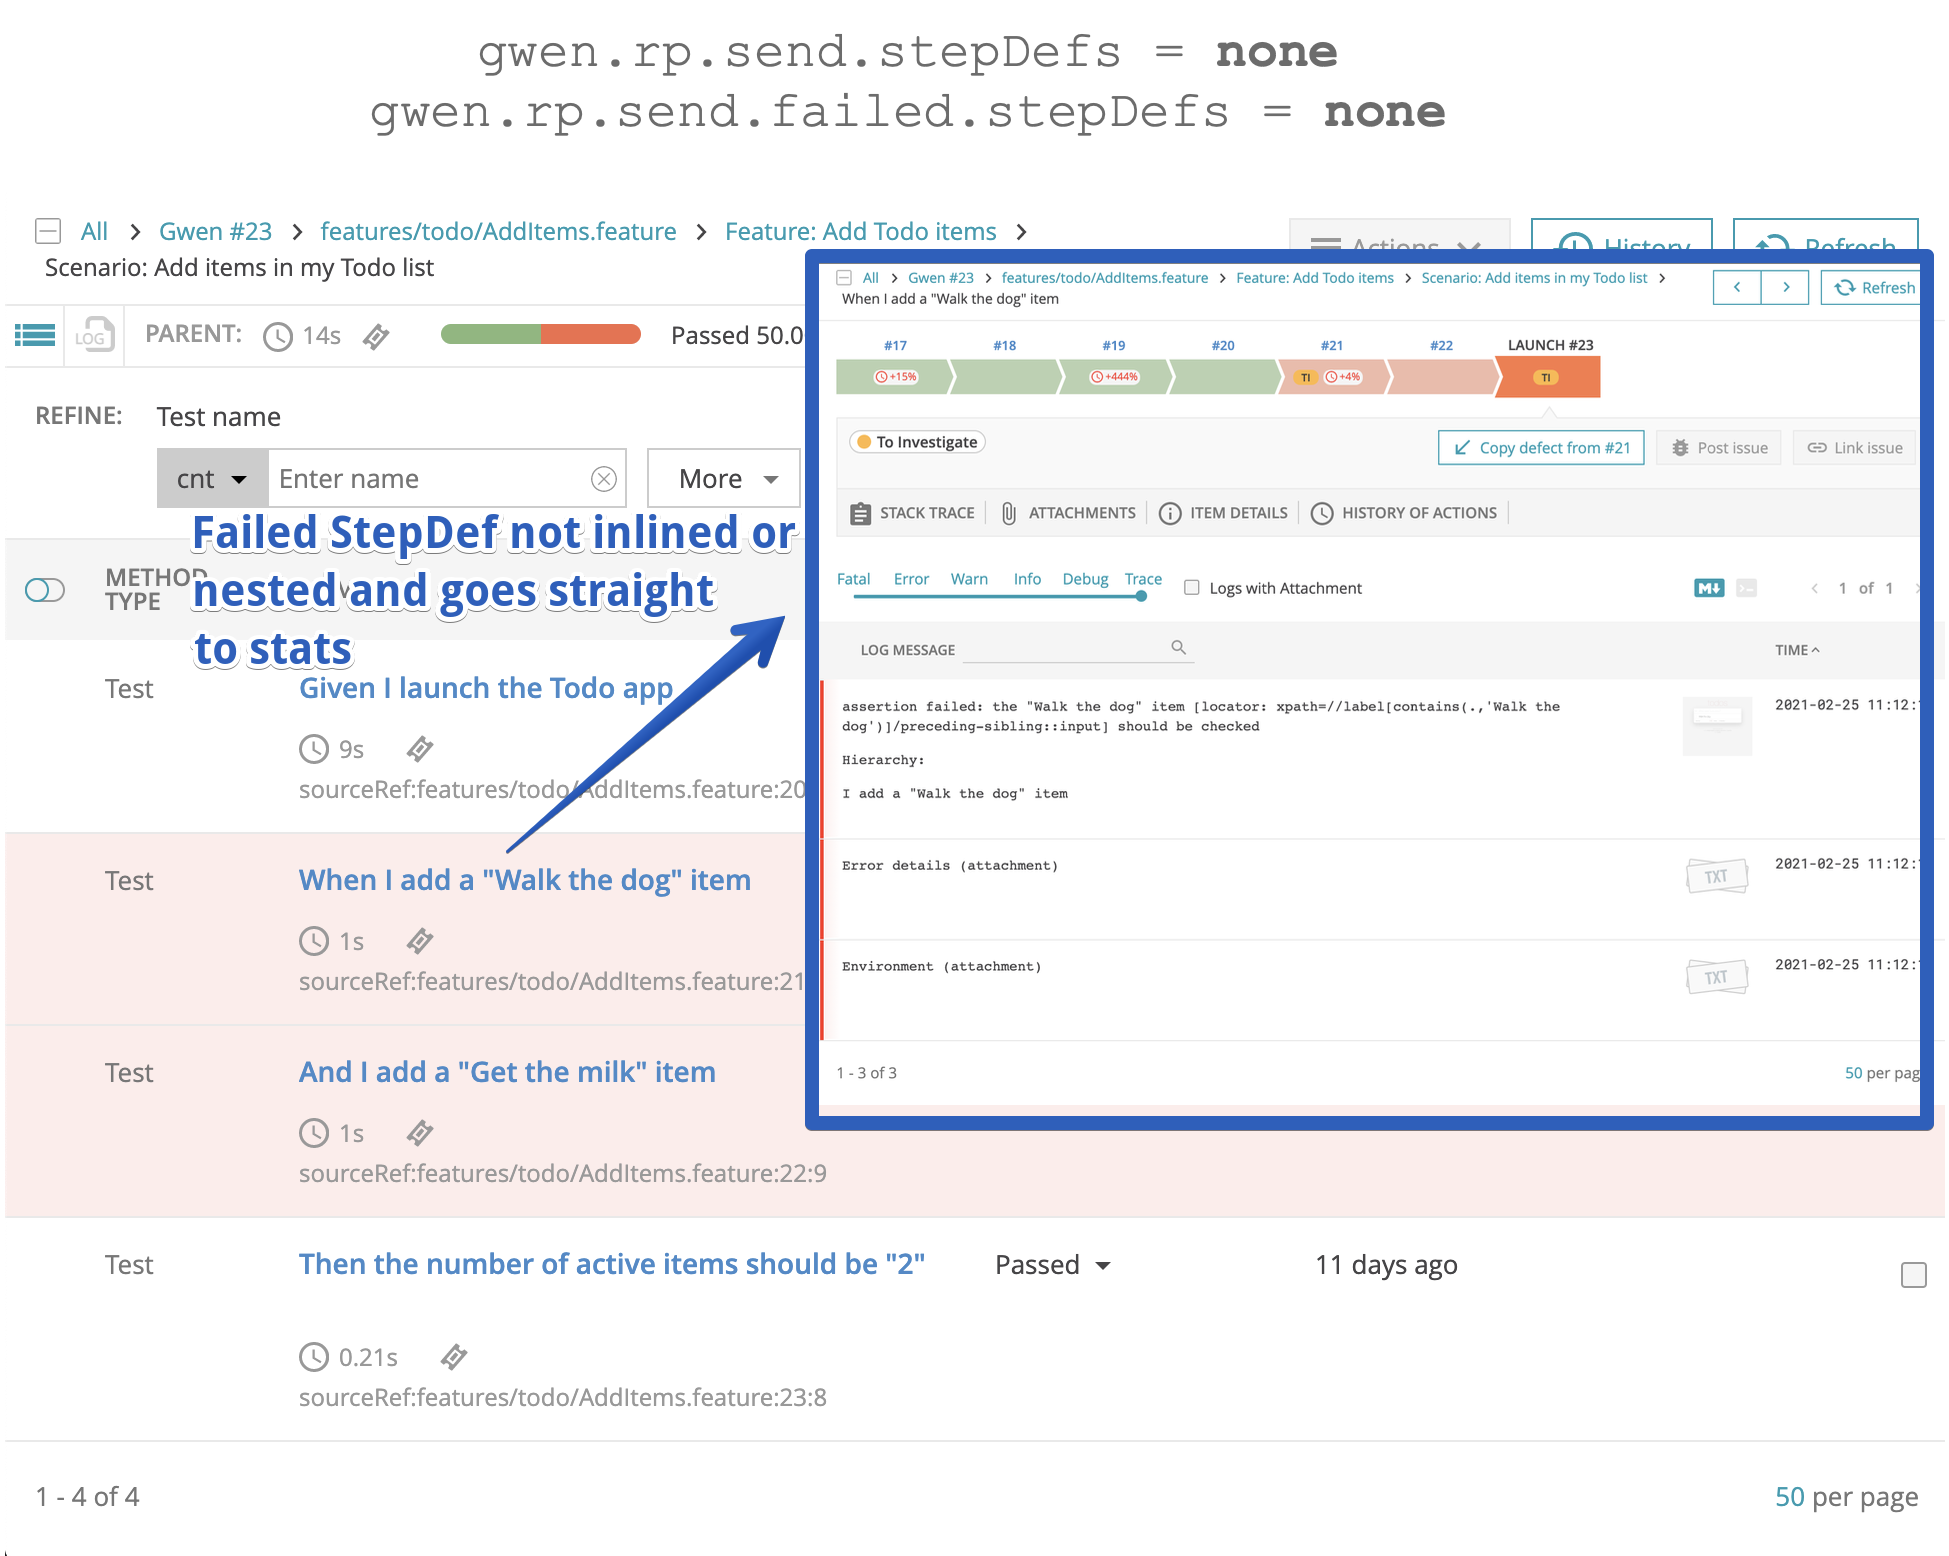 gwen.rp.send.stepDefs = none
gwen.rp.send.failed.stepDefs = none
All > Gwen #23 > features/todo/AddItems.feature > Feature: Add Todo items >
Scenario: Add items in my Todo list
Actions
History
Refresh
LOG
PARENT: 14s
Passed 50.0
REFINE: Test name
cnt
Enter name
More
Failed StepDef not inlined or
nested and goes straight
to stats
METHOD
TYPE
Test
Given I launch the Todo app
9s
sourceRef:features/todo/AddItems.feature:20
Test
When I add a "Walk the dog" item
1s
sourceRef:features/todo/AddItems.feature:21
Test
And I add a "Get the milk" item
1s
sourceRef:features/todo/AddItems.feature:22:9
Test
Then the number of active items should be "2"
Passed
11 days ago
0.21s
sourceRef:features/todo/AddItems.feature:23:8
1 - 4 of 4
50 per page
All > Gwen #23 > features/todo/AddItems.feature > Feature: Add Todo items > Scenario: Add items in my Todo list >
When I add a "Walk the dog" item
< >
Refresh
#17 #18 #19 #20 #21 #22 LAUNCH #23
+15% +444% TI +4% TI
To Investigate
Copy defect from #21
Post issue
Link issue
STACK TRACE
ATTACHMENTS
ITEM DETAILS
HISTORY OF ACTIONS
Fatal Error Warn Info Debug Trace
Logs with Attachment
M
< 1 of 1 >
LOG MESSAGE
TIME
assertion failed: the "Walk the dog" item [locator: xpath=//label[contains(.,'Walk the
dog')]/preceding-sibling::input] should be checked
2021-02-25 11:12:
Hierarchy:
I add a "Walk the dog" item
Error details (attachment)
TXT
2021-02-25 11:12:
Environment (attachment)
TXT
2021-02-25 11:12:
1 - 3 of 3
50 per pag